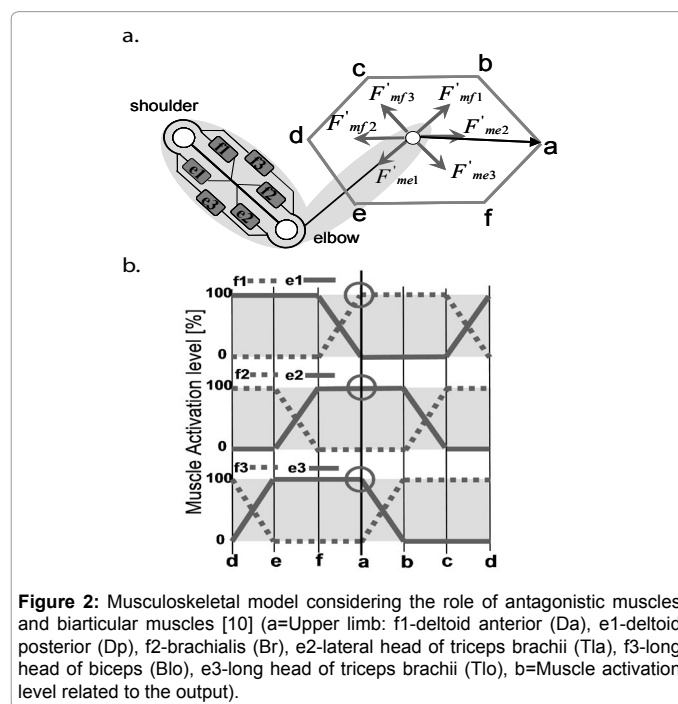 a.
c
b
shoulder
F'mf3
F'mf1
F'mf2
F'me2
d
a
f1
f3
e1
f2
e3
e2
F'me1
F'me3
e
f
elbow
b.
f1
e1
100
0
f2
e2
100
0
f3
e3
100
0
Muscle Activation level [%]
d e f a b c d
Figure 2: Musculoskeletal model considering the role of antagonistic muscles
and biarticular muscles [10] (a=Upper limb: f1-deltoid anterior (Da), e1-deltoid
posterior (Dp), f2-brachialis (Br), e2-lateral head of triceps brachii (Tla), f3-long
head of biceps (Blo), e3-long head of triceps brachii (Tlo), b=Muscle activation
level related to the output).